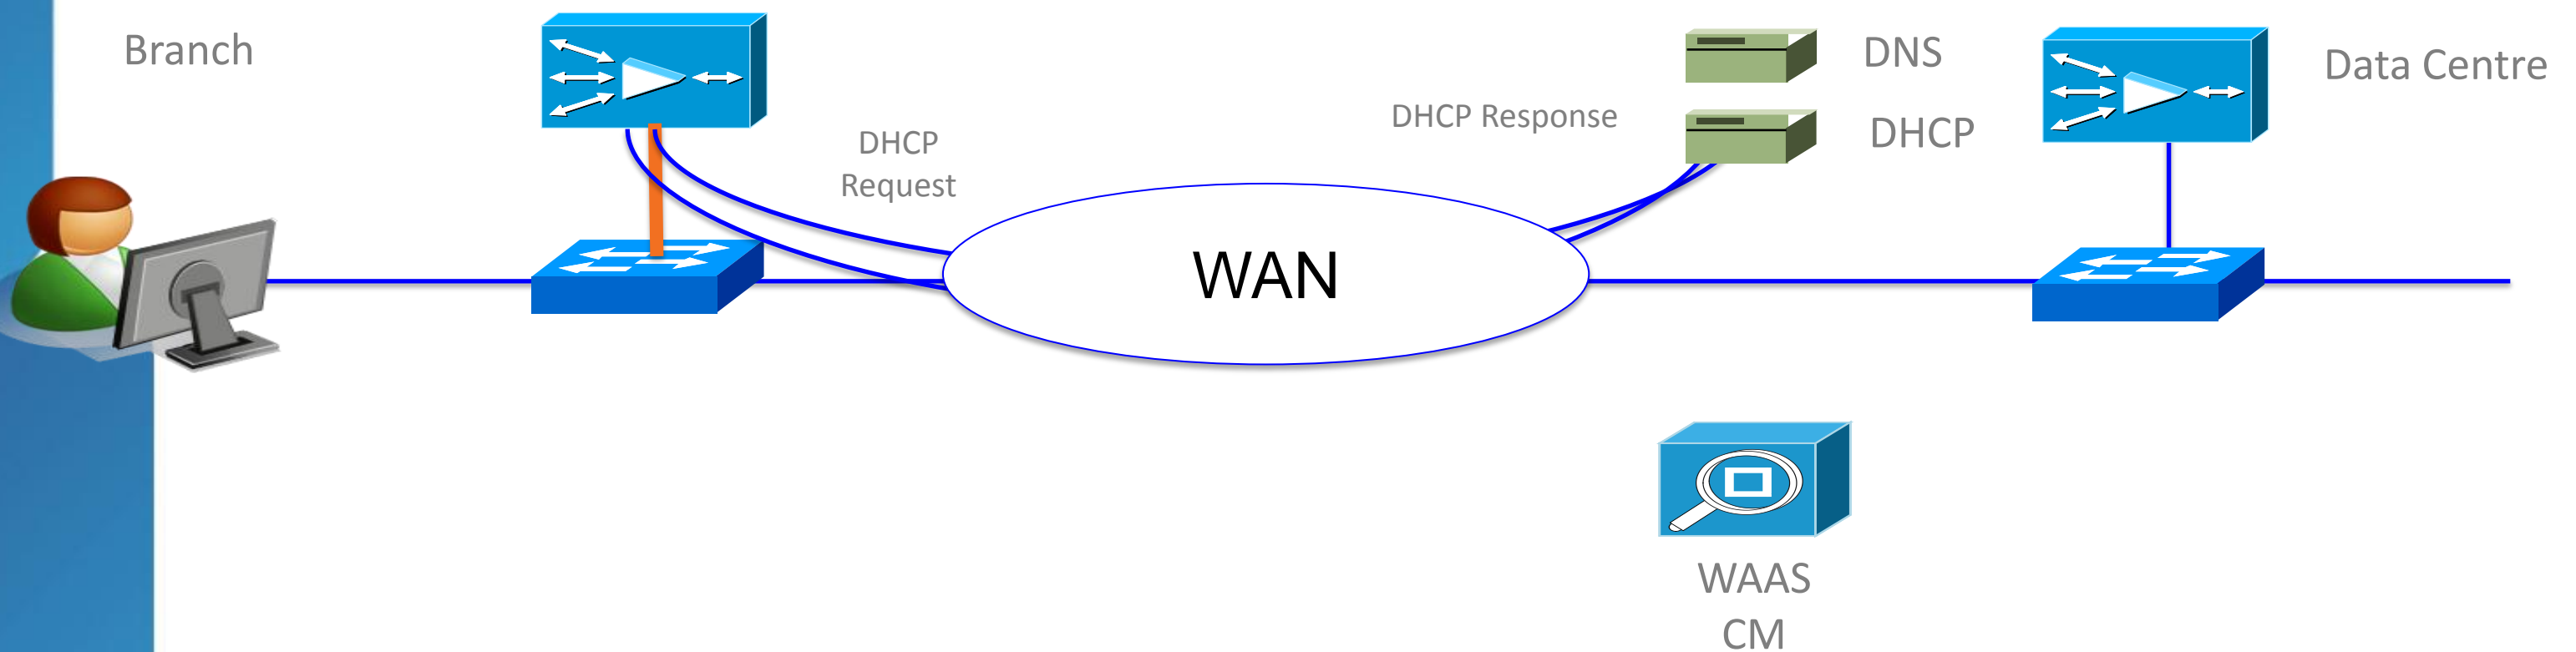 Branch
DHCP
Request
WAN
DHCP Response
DNS
DHCP
Data Centre
WAAS
CM